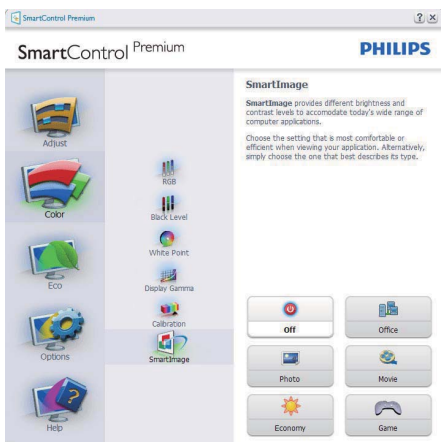 SmartControl Premium
SmartControl Premium
PHILIPS
Adjust
Color
Eco
Options
Help
RGB
Black Level
White Point
Display Gamma
Calibration
SmartImage
SmartImage
SmartImage provides different brightness and
contrast levels to accomodate today's wide range of
computer applications.
Choose the setting that is most comfortable or
efficient when viewing your application. Alternatively,
simply choose the one that best describes its type.
Off
Office
Photo
Movie
Economy
Game